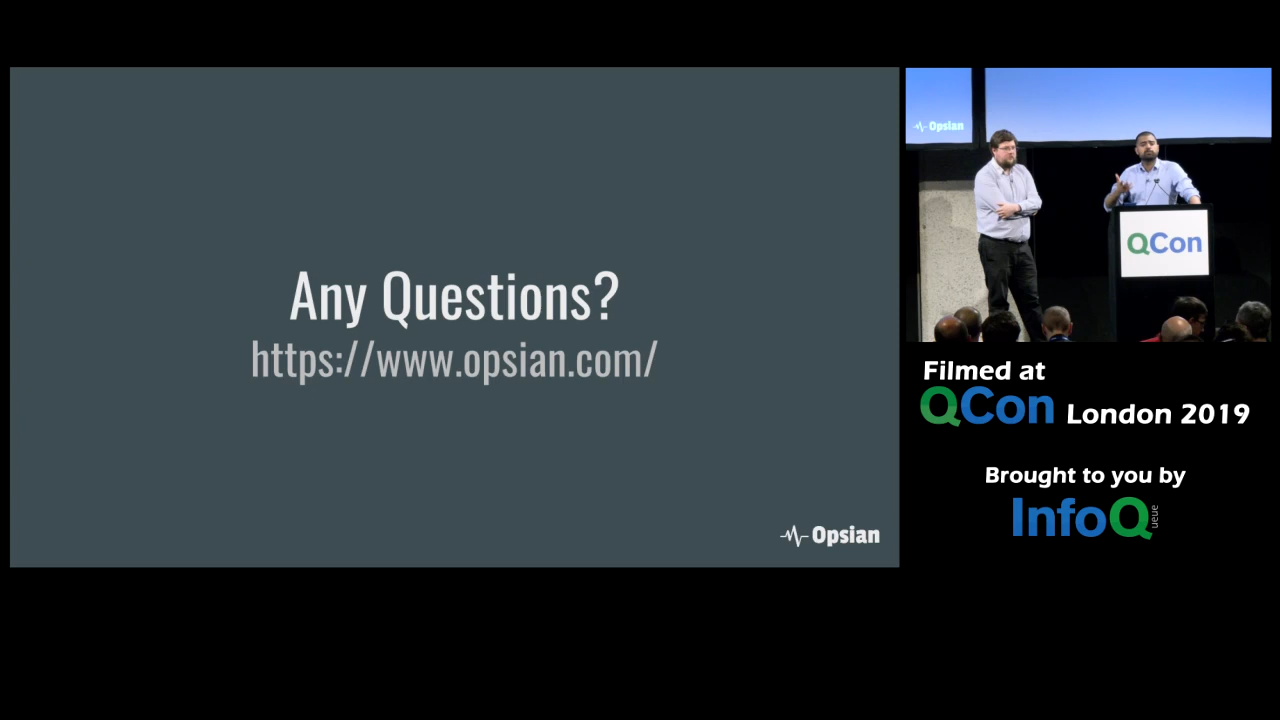 Any Questions?
https://www.opsian.com/
Opsian
Opsian
QCon
Filmed at
QCon London 2019
Brought to you by
InfoQ
ueue